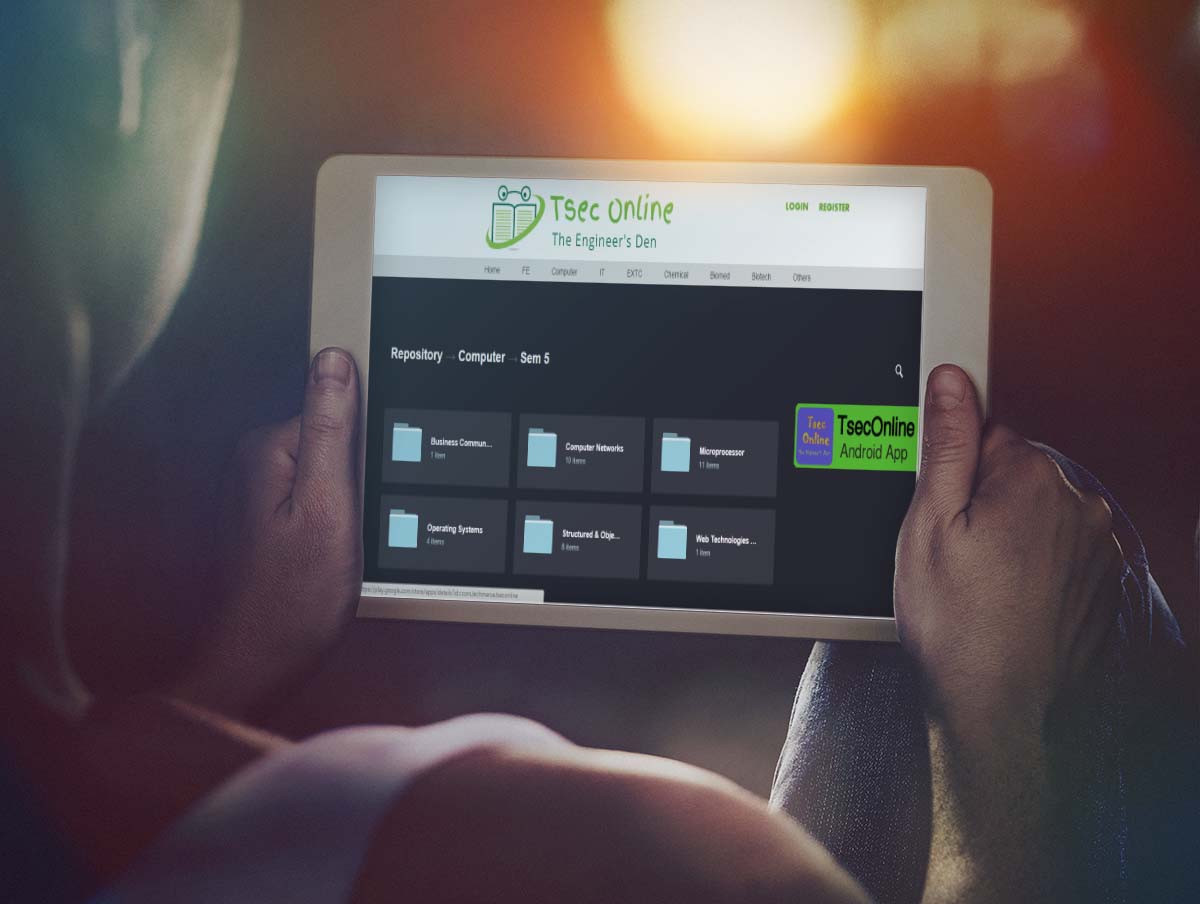 Tsec Online
The Engineer's Den
LOGIN REGISTER
Home FE Computer IT EXTC Chemical Biomed Biotech Others
Repository → Computer → Sem 5
Business Commun...
1 item
Computer Networks
10 items
Microprocessor
11 items
Tsec
Online
The Engineer's Den
TsecOnline
Android App
Operating Systems
4 items
Structured & Obje...
8 items
Web Technologies ...
1 item